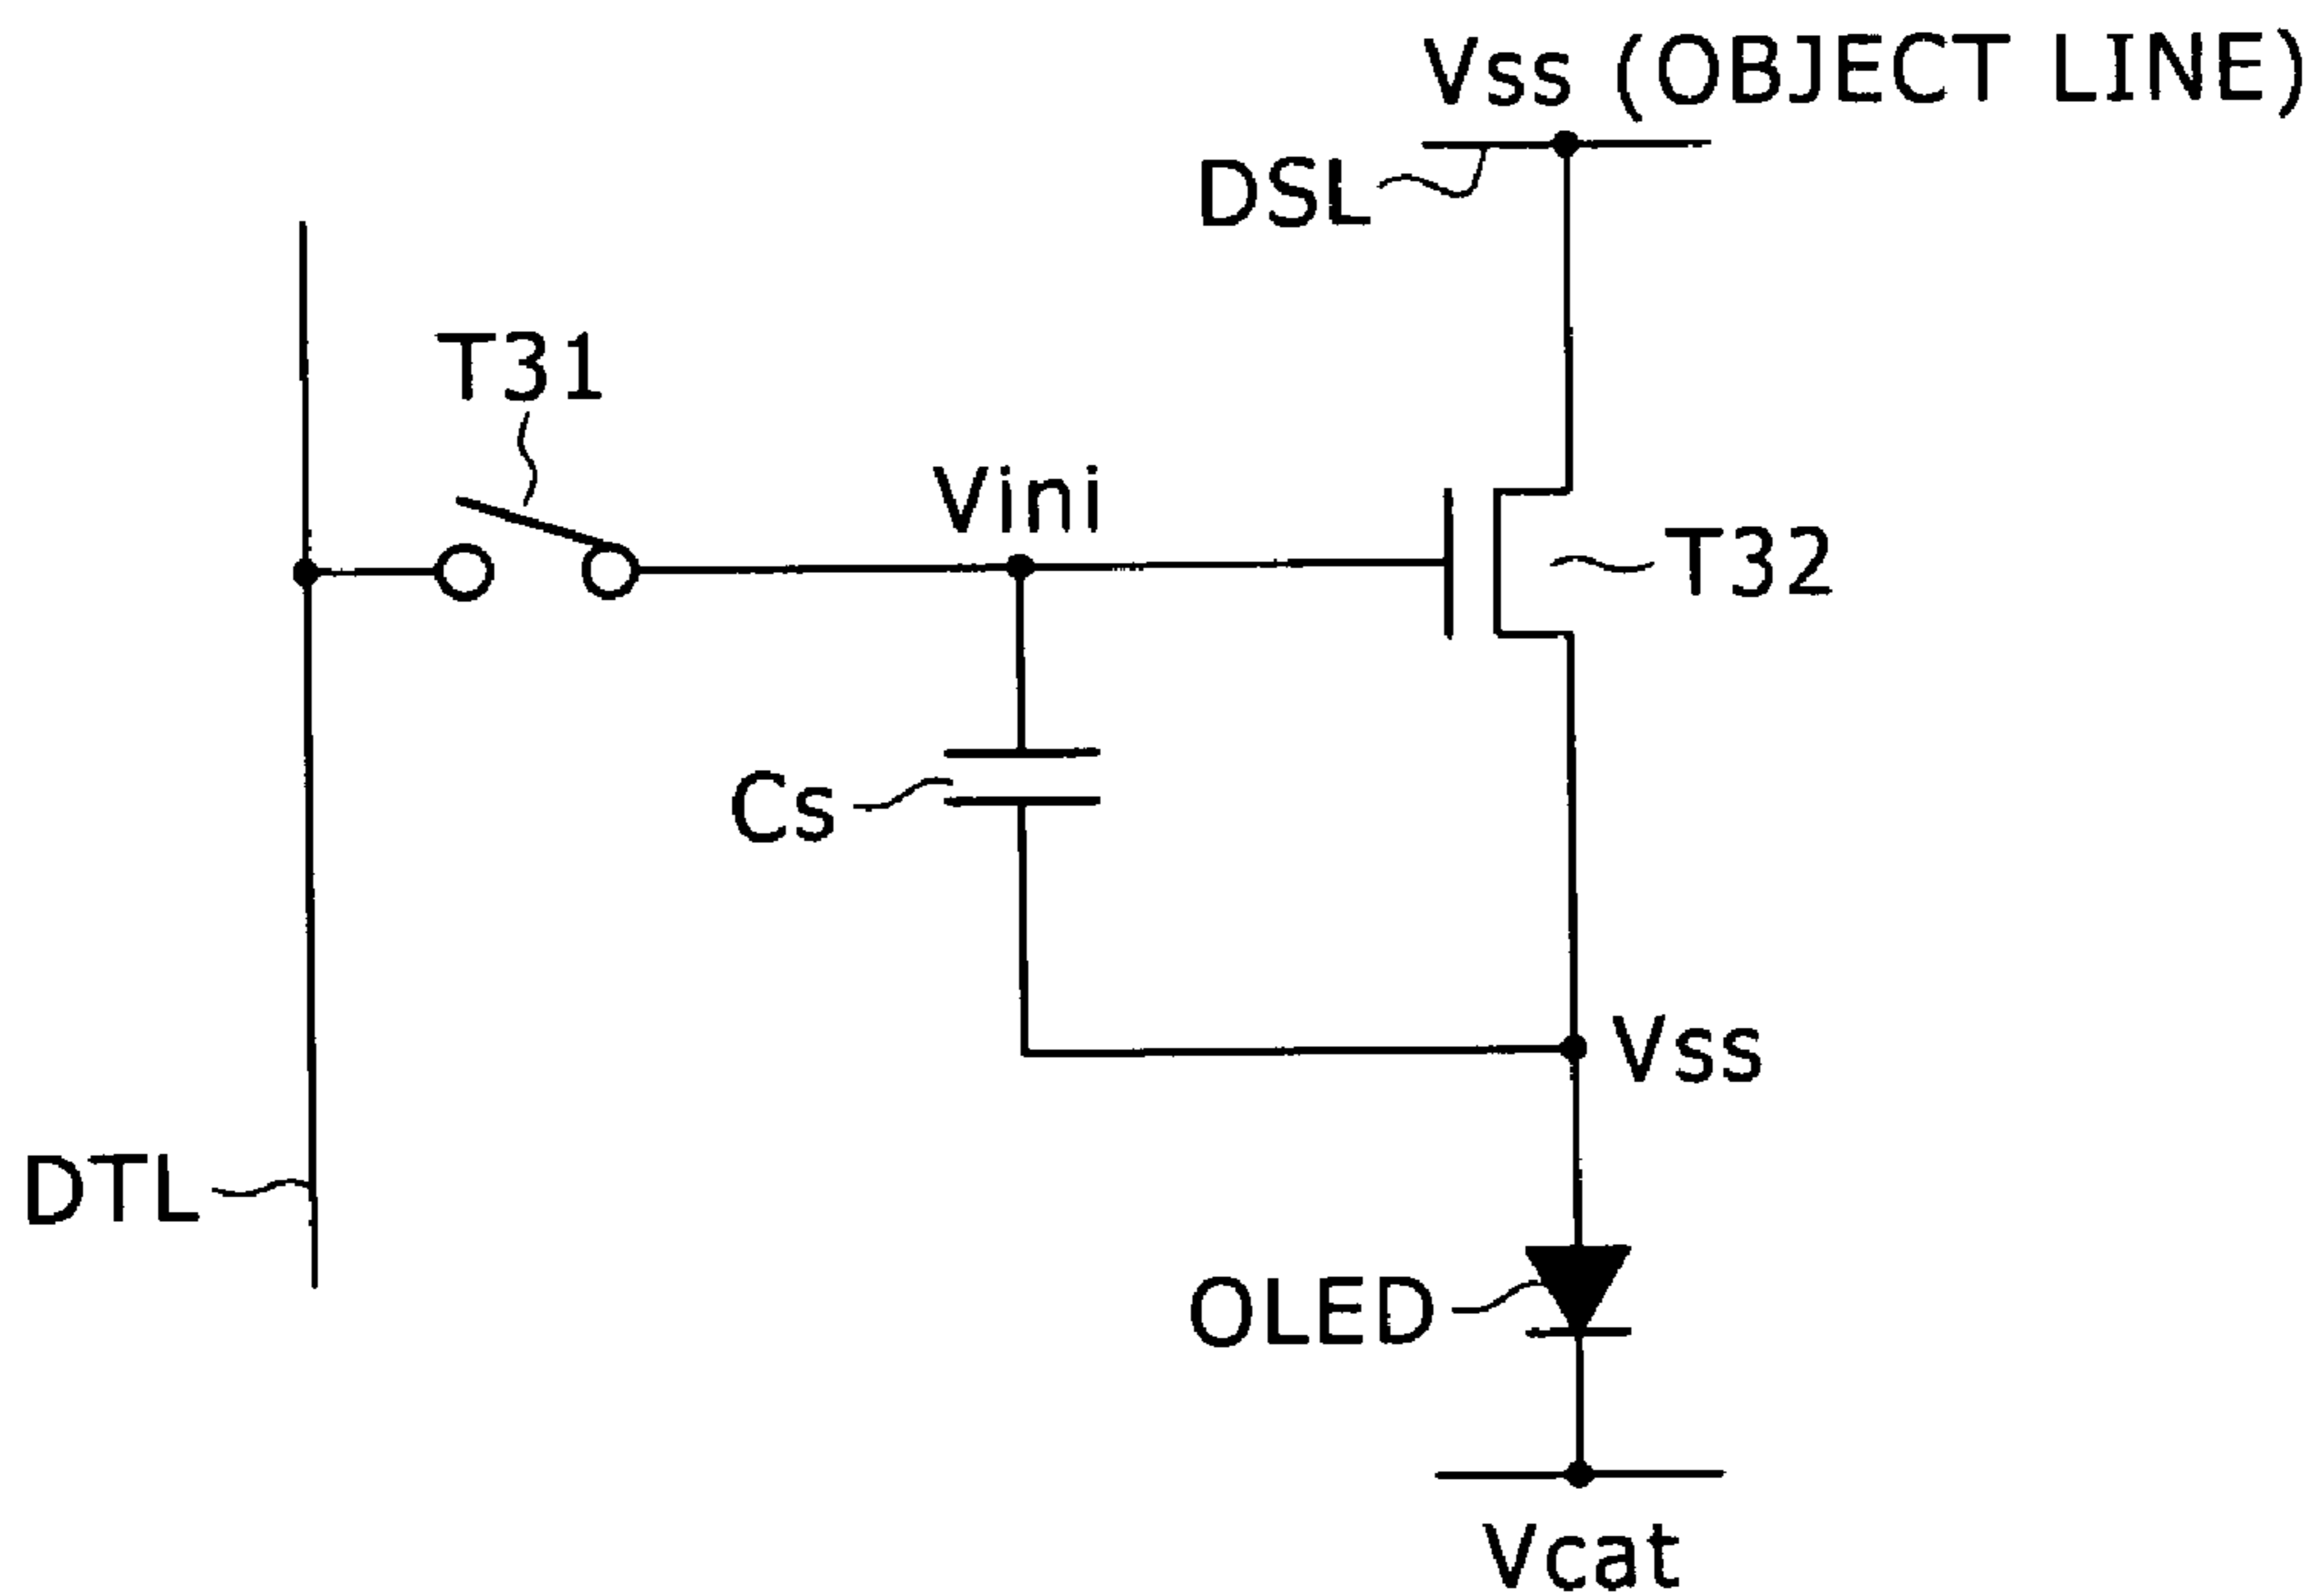 Vss (OBJECT LINE)
DSL
T31
Vini
T32
Cs
Vss
DTL
OLED
Vcat